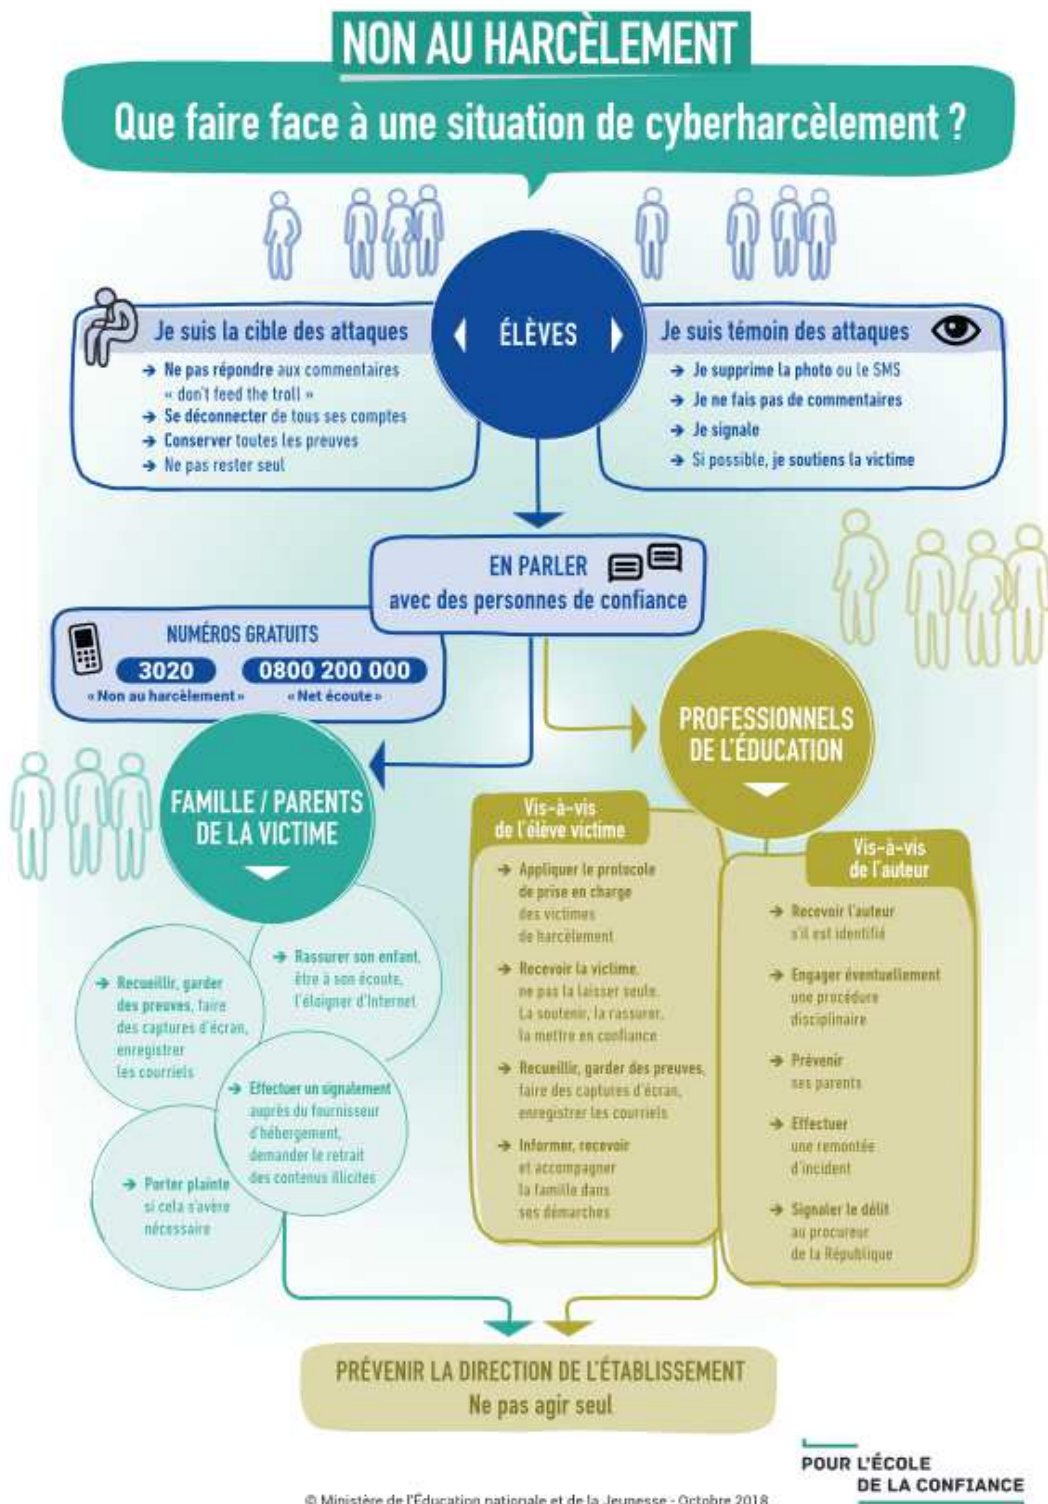 NON AU HARCÈLEMENT
Que faire face à une situation de cyberharcèlement ?
ÉLÈVES
Je suis la cible des attaques
→ Ne pas répondre aux commentaires
« don't feed the troll »
→ Se déconnecter de tous ses comptes
→ Conserver toutes les preuves
→ Ne pas rester seul
Je suis témoin des attaques
→ Je supprime la photo ou le SMS
→ Je ne fais pas de commentaires
→ Je signale
→ Si possible, je soutiens la victime
EN PARLER
avec des personnes de confiance
NUMÉROS GRATUITS
3020 0800 200 000
« Non au harcèlement » « Net écoute »
FAMILLE / PARENTS
DE LA VICTIME
→ Rassurer son enfant,
être à son écoute,
l'éloigner d'Internet
→ Recueillir, garder
des preuves, faire
des captures d'écran,
enregistrer
les courriels
→ Effectuer un signalement
auprès du fournisseur
d'hébergement,
demander le retrait
des contenus illicites
→ Porter plainte
si cela s'avère
nécessaire
PROFESSIONNELS
DE L'ÉDUCATION
Vis-à-vis
de l'élève victime
→ Appliquer le protocole
de prise en charge
des victimes
de harcèlement
→ Recevoir la victime,
ne pas la laisser seule.
La soutenir, la rassurer,
la mettre en confiance
→ Recueillir, garder des preuves,
faire des captures d'écran,
enregistrer les courriels
→ Informer, recevoir
et accompagner
la famille dans
ses démarches
Vis-à-vis
de l'auteur
→ Recevoir l'auteur
s'il est identifié
→ Engager éventuellement
une procédure
disciplinaire
→ Prévenir
ses parents
→ Effectuer
une remontée
d'incident
→ Signaler le délit
au procureur
de la République
PRÉVENIR LA DIRECTION DE L'ÉTABLISSEMENT
Ne pas agir seul
POUR L'ÉCOLE
DE LA CONFIANCE
© Ministère de l'Éducation nationale et de la Jeunesse - Octobre 2018